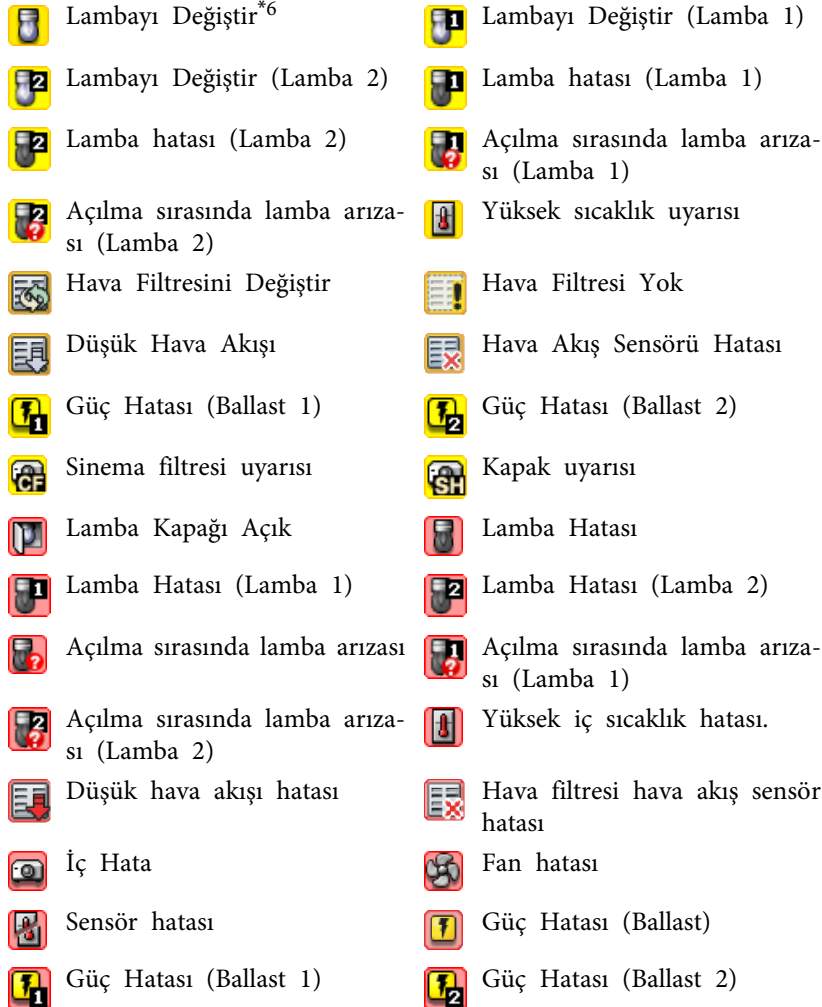 Lambayı Değiştir*6
Lambayı Değiştir (Lamba 1)
Lambayı Değiştir (Lamba 2)
Lamba hatası (Lamba 1)
Lamba hatası (Lamba 2)
Açılma sırasında lamba arıza-
sı (Lamba 1)
Açılma sırasında lamba arıza-
sı (Lamba 2)
Yüksek sıcaklık uyarısı
Hava Filtresini Değiştir
Hava Filtresi Yok
Düşük Hava Akışı
Hava Akış Sensörü Hatası
Güç Hatası (Ballast 1)
Güç Hatası (Ballast 2)
CF
Sinema filtresi uyarısı
SH
Kapak uyarısı
Lamba Kapağı Açık
Lamba Hatası
Lamba Hatası (Lamba 1)
Lamba Hatası (Lamba 2)
Açılma sırasında lamba arızası
Açılma sırasında lamba arıza-
sı (Lamba 1)
Açılma sırasında lamba arıza-
sı (Lamba 2)
Yüksek iç sıcaklık hatası.
Düşük hava akışı hatası
Hava filtresi hava akış sensör
hatası
İç Hata
Fan hatası
Sensör hatası
Güç Hatası (Ballast)
Güç Hatası (Ballast 1)
Güç Hatası (Ballast 2)